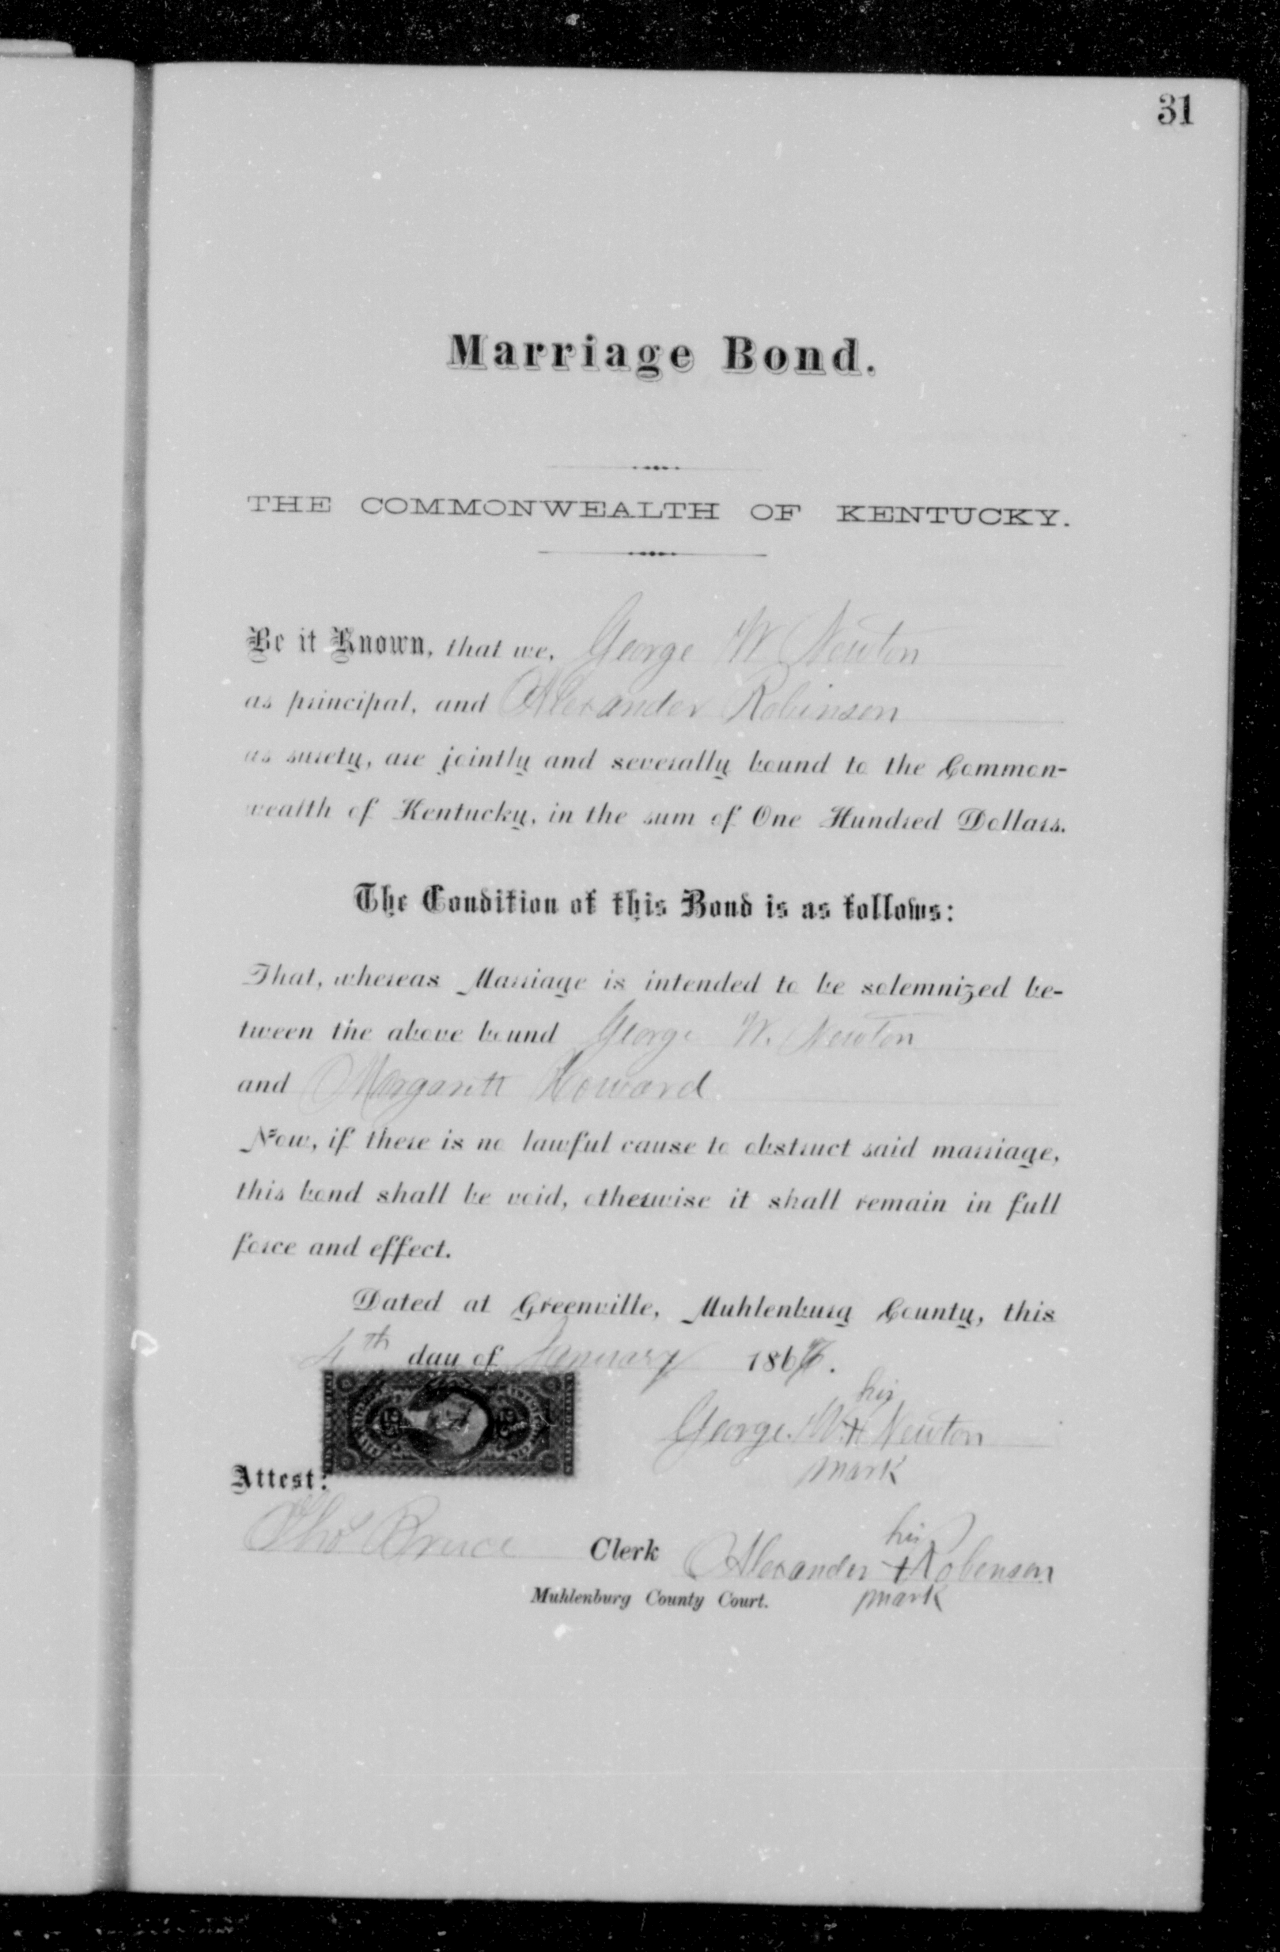 31
Marriage Bond.
THE COMMONWEALTH OF KENTUCKY.
Be it Known, that we, George W Newton
as principal, and Alexander Robinson
as surety, are jointly and severally bound to the Common-
wealth of Kentucky, in the sum of One Hundred Dollars.
The Condition of this Bond is as follows:
That, whereas Marriage is intended to be solemnized be-
tween the above bound George W. Newton
and Margarett Howard
Now, if there is no lawful cause to obstruct said marriage,
this bond shall be void, otherwise it shall remain in full
force and effect.
Dated at Greenville, Muhlenburg County, this
4th day of January
his
George. W + Newton
mark
Attest:
Tho Bruce Clerk
his
Alexander + Robenson
mark
Muhlenburg County Court.